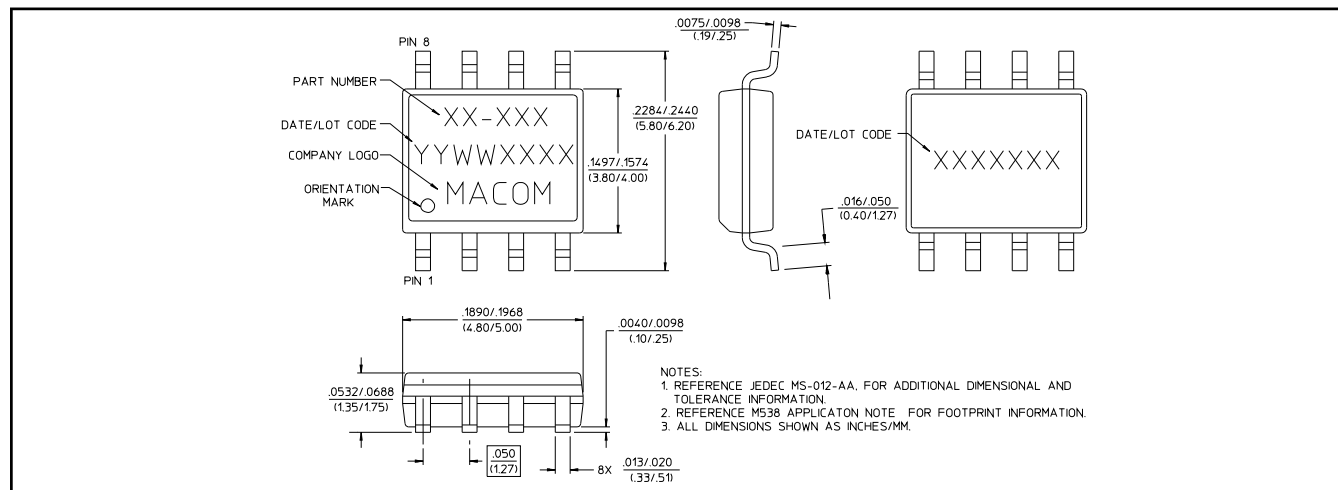 PIN 8
PART NUMBER
DATE/LOT CODE
COMPANY LOGO
ORIENTATION
MARK
XX-XXX
YYWWXXXX
MACOM
PIN 1
.2284/.2440
(5.80/6.20)
.1497/.1574
(3.80/4.00)
.0075/.0098
(.19/.25)
.016/.050
(0.40/1.27)
DATE/LOT CODE
XXXXXXX
.1890/.1968
(4.80/5.00)
.0040/.0098
(.10/.25)
.0532/.0688
(1.35/1.75)
.050
(1.27)
8X
.013/.020
(.33/.51)
NOTES:
1. REFERENCE JEDEC MS-012-AA, FOR ADDITIONAL DIMENSIONAL AND
TOLERANCE INFORMATION.
2. REFERENCE M538 APPLICATON NOTE FOR FOOTPRINT INFORMATION.
3. ALL DIMENSIONS SHOWN AS INCHES/MM.